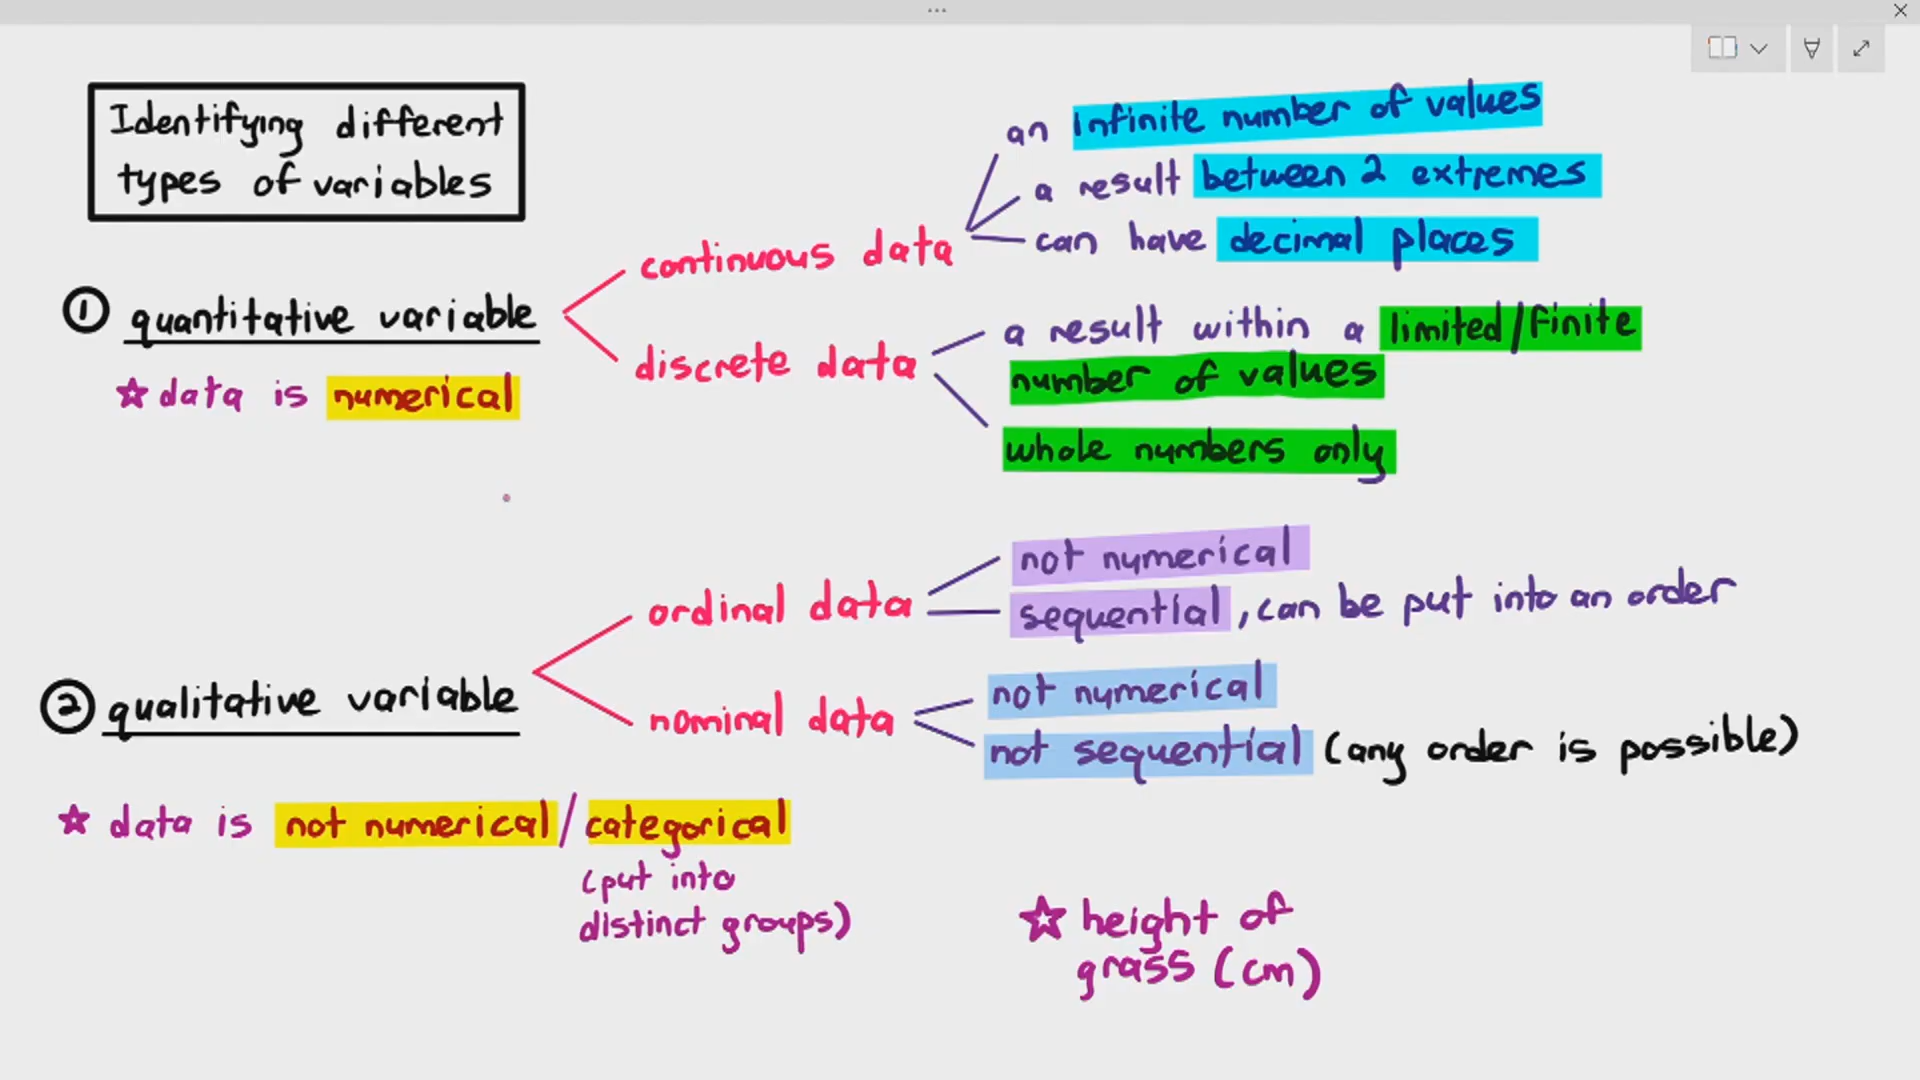 Identifying different
types of variables
① quantitative variable
☆ data is numerical
continuous data
an infinite number of values
a result between 2 extremes
can have decimal places
discrete data
a result within a limited/finite
number of values
whole numbers only
② qualitative variable
☆ data is not numerical/categorical
(put into
distinct groups)
ordinal data
not numerical
sequential, can be put into an order
nominal data
not numerical
not sequential (any order is possible)
☆ height of
grass (cm)